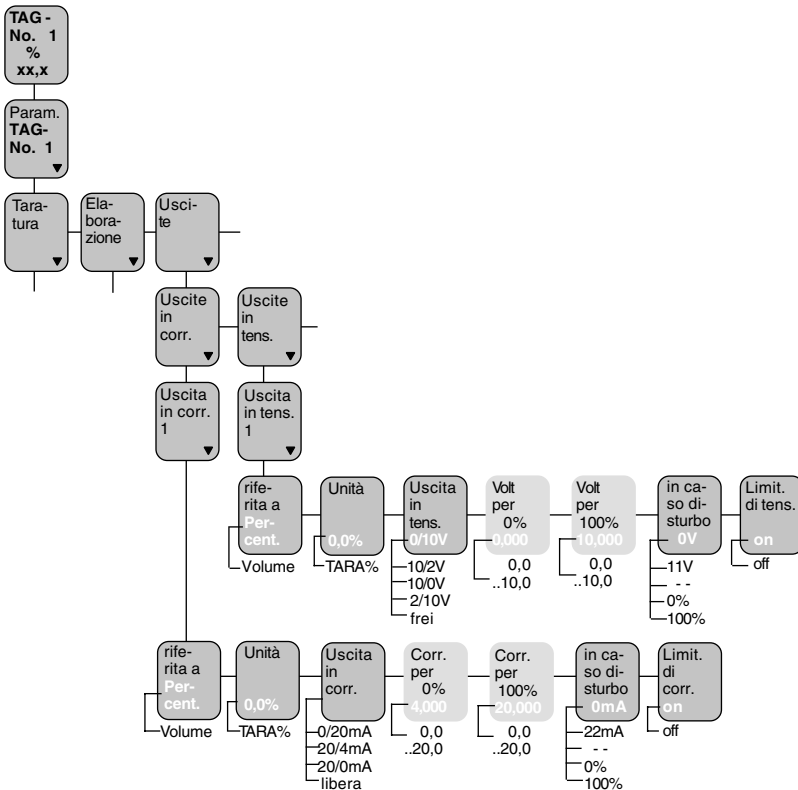 TAG -
No. 1
%
xx,x
Param.
TAG-
No. 1
Tara-
tura
Ela-
bora-
zione
Usci-
te
Uscite
in
corr.
Uscite
in
tens.
Uscita
in corr.
1
Uscita
in tens.
1
rife-
rita a
Per-
cent.
Volume
Unità
0,0%
TARA%
Uscita
in
tens.
0/10V
10/2V
10/0V
2/10V
frei
Volt
per
0%
0,000
0,0
..10,0
Volt
per
100%
10,000
0,0
..10,0
in ca-
so di-
sturbo
0V
11V
- -
0%
100%
Limit.
di tens.
on
off
rife-
rita a
Per-
cent.
Volume
Unità
0,0%
TARA%
Uscita
in
corr.
0/20mA
20/4mA
20/0mA
libera
Corr.
per
0%
4,000
0,0
..20,0
Corr.
per
100%
20,000
0,0
..20,0
in ca-
so di-
sturbo
0mA
22mA
- -
0%
100%
Limit.
di
corr.
on
off